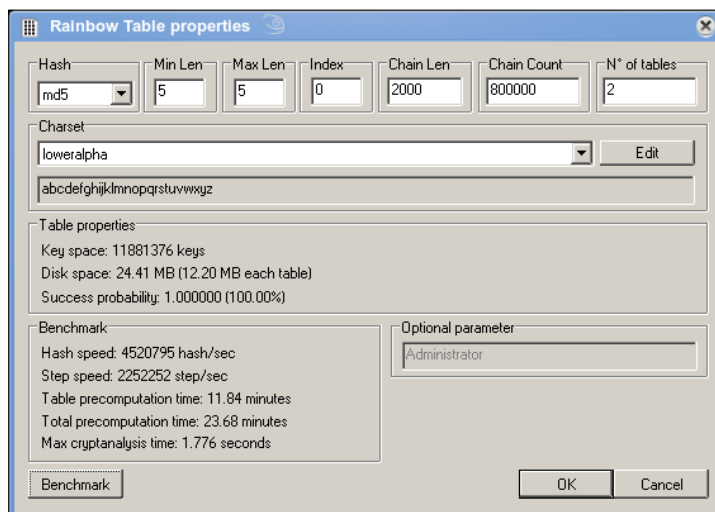 Rainbow Table properties
Hash Min Len Max Len Index Chain Len Chain Count N° of tables
md5 5 5 0 2000 800000 2
Charset
loweralpha Edit
abcdefghijklmnopqrstuvwxyz
Table properties
Key space: 11881376 keys
Disk space: 24.41 MB (12.20 MB each table)
Success probability: 1.000000 (100.00%)
Benchmark Optional parameter
Hash speed: 4520795 hash/sec Administrator
Step speed: 2252252 step/sec
Table precomputation time: 11.84 minutes
Total precomputation time: 23.68 minutes
Max cryptanalysis time: 1.776 seconds
Benchmark OK Cancel